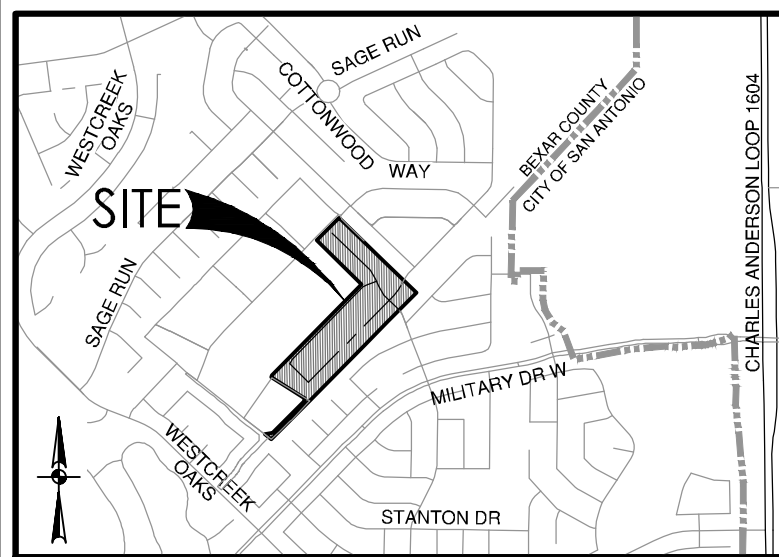 SAGE RUN
COTTONWOOD
WAY
WESTCREEK
OAKS
BEXAR COUNTY
CITY OF SAN ANTONIO
CHARLES ANDERSON LOOP 1604
SITE
SAGE RUN
MILITARY DR W
WESTCREEK
OAKS
STANTON DR